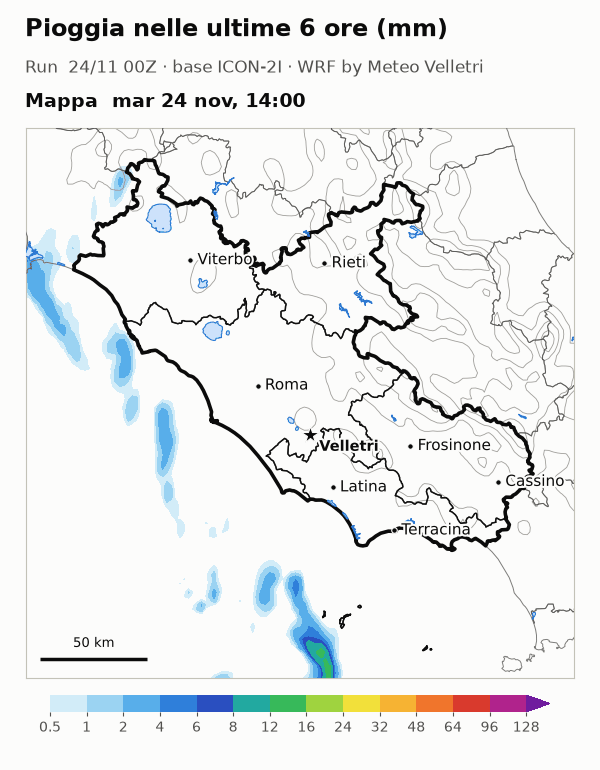 Pioggia nelle ultime 6 ore (mm)
Run  24/11 00Z · base ICON-2I · WRF by Meteo Velletri
Mappa  mar 24 nov, 14:00
Viterbo
Rieti
Roma
Velletri
Frosinone
Latina
Cassino
Terracina
50 km
0.5 1 2 4 6 8 12 16 24 32 48 64 96 128